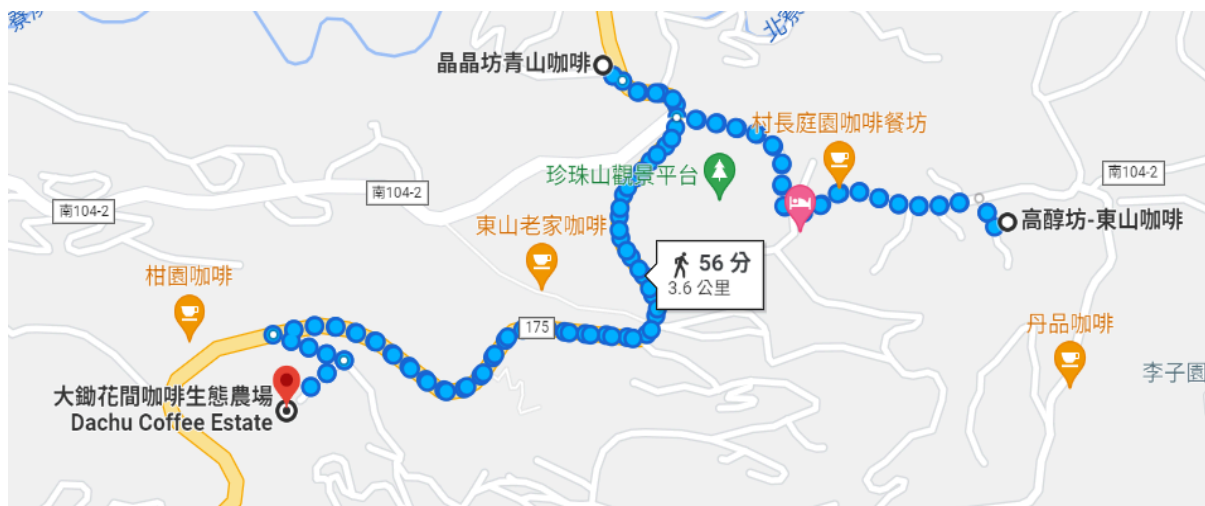 寮
北寮
晶晶坊青山咖啡
村長庭園咖啡餐坊
珍珠山觀景平台
南104-2
南104-2
南104-2
高醇坊-東山咖啡
東山老家咖啡
56 分
3.6 公里
柑園咖啡
175
丹品咖啡
李子園
大鋤花間咖啡生態農場
Dachu Coffee Estate